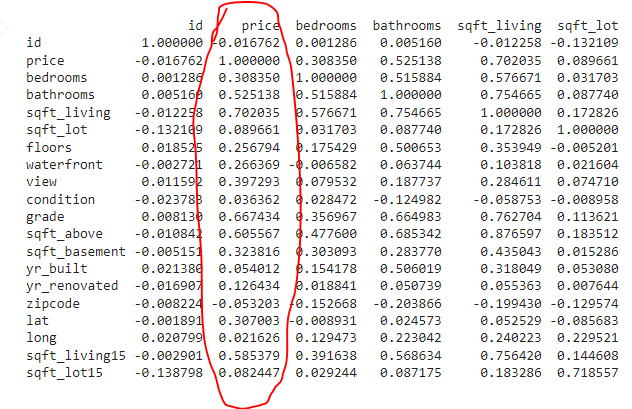 id price bedrooms bathrooms sqft_living sqft_lot
id 1.000000 -0.016762 0.001286 0.005160 -0.012258 -0.132109
price -0.016762 1.000000 0.308350 0.525138 0.702035 0.089661
bedrooms 0.001286 0.308350 1.000000 0.515884 0.576671 0.031703
bathrooms 0.005160 0.525138 0.515884 1.000000 0.754665 0.087740
sqft_living -0.012258 0.702035 0.576671 0.754665 1.000000 0.172826
sqft_lot -0.132109 0.089661 0.031703 0.087740 0.172826 1.000000
floors 0.018525 0.256794 0.175429 0.500653 0.353949 -0.005201
waterfront -0.002721 0.266369 -0.006582 0.063744 0.103818 0.021604
view 0.011592 0.397293 0.079532 0.187737 0.284611 0.074710
condition -0.023783 0.036362 0.028472 -0.124982 -0.058753 -0.008958
grade 0.008130 0.667434 0.356967 0.664983 0.762704 0.113621
sqft_above -0.010842 0.605567 0.477600 0.685342 0.876597 0.183512
sqft_basement -0.005151 0.323816 0.303093 0.283770 0.435043 0.015286
yr_built 0.021380 0.054012 0.154178 0.506019 0.318049 0.053080
yr_renovated -0.016907 0.126434 0.018841 0.050739 0.055363 0.007644
zipcode -0.008224 -0.053203 -0.152668 -0.203866 -0.199430 -0.129574
lat -0.001891 0.307003 -0.008931 0.024573 0.052529 -0.085683
long 0.020799 0.021626 0.129473 0.223042 0.240223 0.229521
sqft_living15 -0.002901 0.585379 0.391638 0.568634 0.756420 0.144608
sqft_lot15 -0.138798 0.082447 0.029244 0.087175 0.183286 0.718557